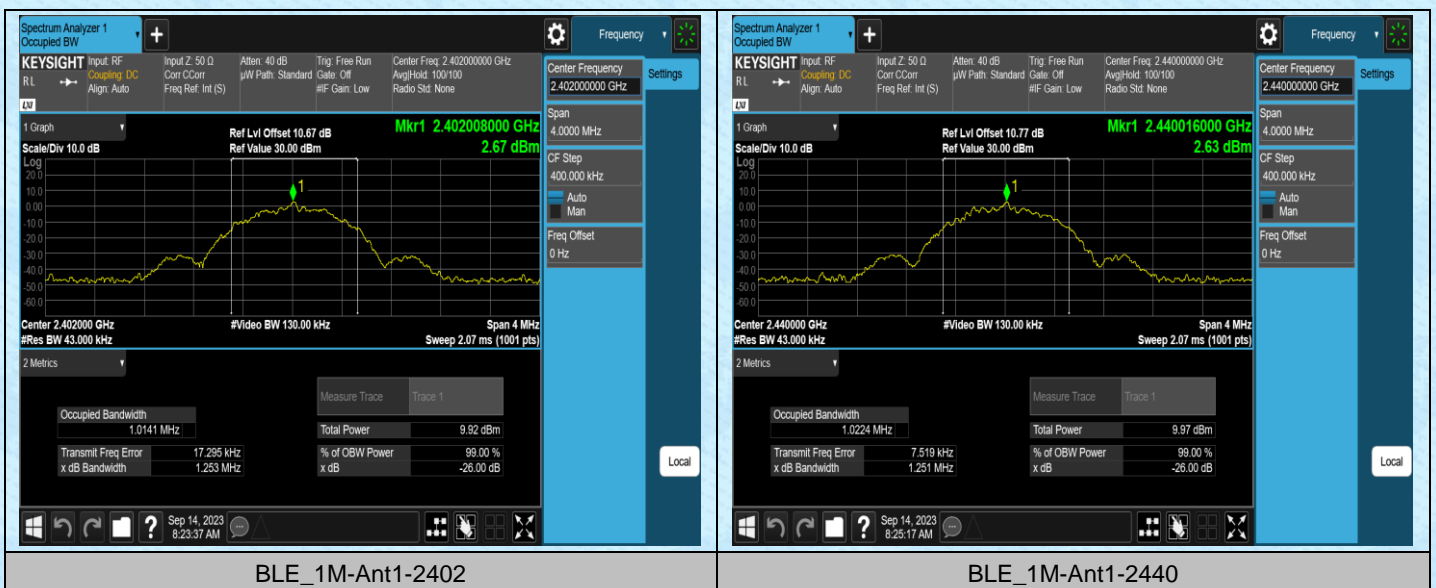 Spectrum Analyzer 1
Occupied BW
+
Frequency
KEYSIGHT
Input: RF
Coupling: DC
Align: Auto
Input Z: 50 Ω
Corr CCorr
Freq Ref: Int (S)
Atten: 40 dB
µW Path: Standard
Trig: Free Run
Gate: Off
#IF Gain: Low
Center Freq: 2.402000000 GHz
Avg|Hold: 100/100
Radio Std: None
R L
LXI
Center Frequency
2.402000000 GHz
Settings
Span
4.0000 MHz
CF Step
400.000 kHz
Auto
Man
Freq Offset
0 Hz
Local
1 Graph
Scale/Div 10.0 dB
Ref Lvl Offset 10.67 dB
Ref Value 30.00 dBm
Mkr1 2.402008000 GHz
2.67 dBm
Log
20.0
10.0
0.00
-10.0
-20.0
-30.0
-40.0
-50.0
-60.0
1
Center 2.402000 GHz
#Res BW 43.000 kHz
#Video BW 130.00 kHz
Span 4 MHz
Sweep 2.07 ms (1001 pts)
2 Metrics
Measure Trace Trace 1
Occupied Bandwidth
1.0141 MHz
Total Power 9.92 dBm
Transmit Freq Error 17.295 kHz
x dB Bandwidth 1.253 MHz
% of OBW Power 99.00 %
x dB -26.00 dB
?
Sep 14, 2023
8:23:37 AM
BLE_1M-Ant1-2402
Spectrum Analyzer 1
Occupied BW
+
Frequency
KEYSIGHT
Input: RF
Coupling: DC
Align: Auto
Input Z: 50 Ω
Corr CCorr
Freq Ref: Int (S)
Atten: 40 dB
µW Path: Standard
Trig: Free Run
Gate: Off
#IF Gain: Low
Center Freq: 2.440000000 GHz
Avg|Hold: 100/100
Radio Std: None
R L
LXI
Center Frequency
2.440000000 GHz
Settings
Span
4.0000 MHz
CF Step
400.000 kHz
Auto
Man
Freq Offset
0 Hz
Local
1 Graph
Scale/Div 10.0 dB
Ref Lvl Offset 10.77 dB
Ref Value 30.00 dBm
Mkr1 2.440016000 GHz
2.63 dBm
Log
20.0
10.0
0.00
-10.0
-20.0
-30.0
-40.0
-50.0
-60.0
1
Center 2.440000 GHz
#Res BW 43.000 kHz
#Video BW 130.00 kHz
Span 4 MHz
Sweep 2.07 ms (1001 pts)
2 Metrics
Measure Trace Trace 1
Occupied Bandwidth
1.0224 MHz
Total Power 9.97 dBm
Transmit Freq Error 7.519 kHz
x dB Bandwidth 1.251 MHz
% of OBW Power 99.00 %
x dB -26.00 dB
?
Sep 14, 2023
8:25:17 AM
BLE_1M-Ant1-2440